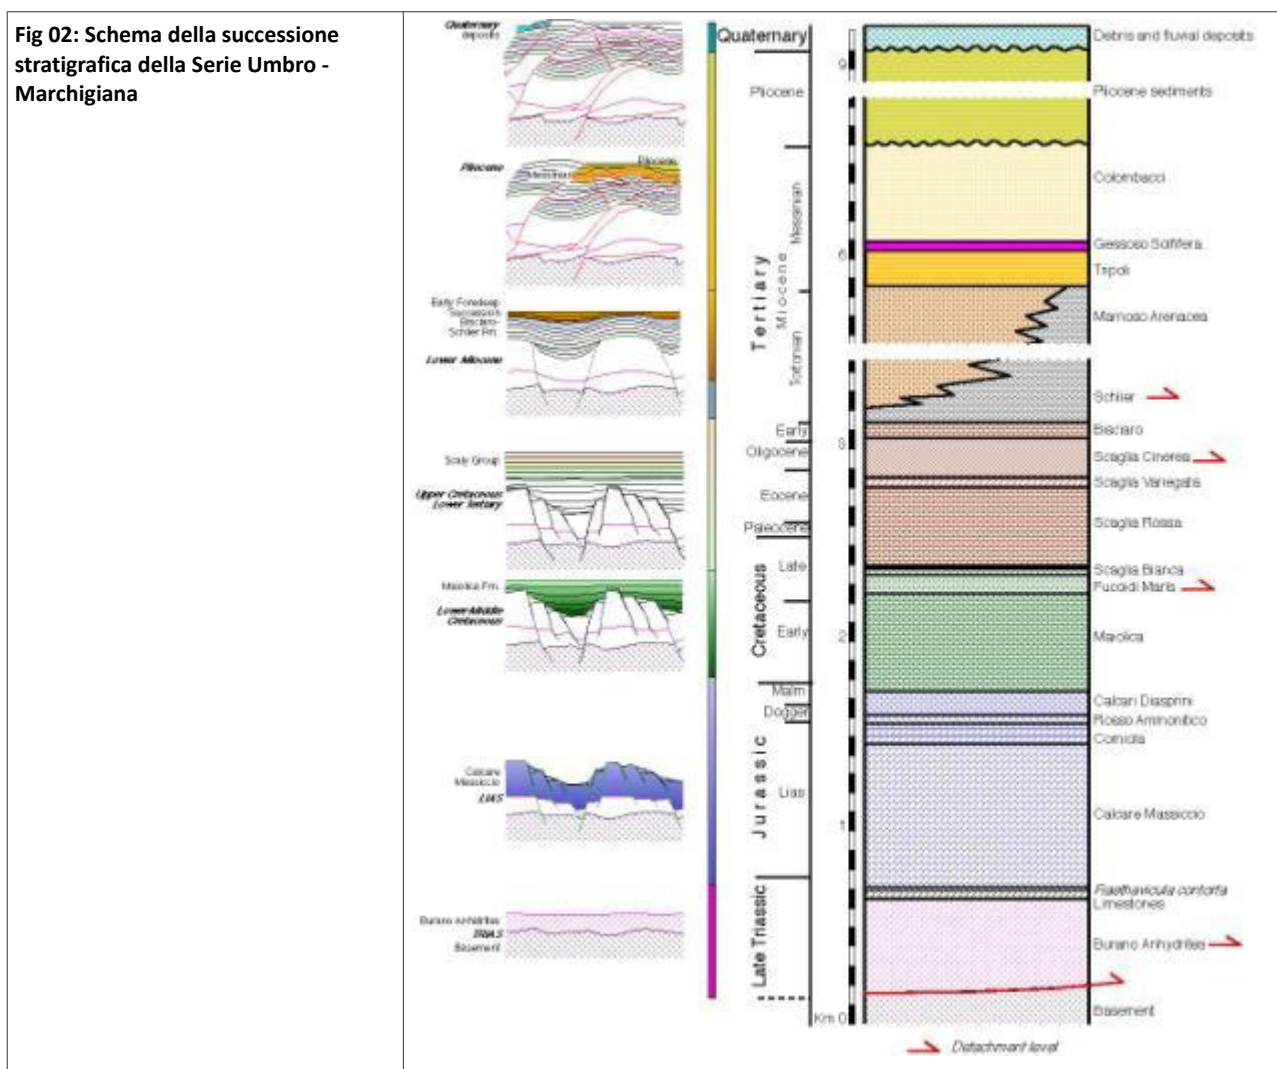 Fig 02: Schema della successione
stratigrafica della Serie Umbro -
Marchigiana
Quaternary
deposits
Pliocene
Messinian
Pliocene
Early Foredeep
Succession
Bisciaro-
Schlier Fm.
Lower Miocene
Scaly Group
Upper Cretaceous
Lower Tertiary
Maiolica Fm.
Lower-Middle
Cretaceous
Calcare
Massiccio
LIAS
Burano Anhidrites
TRIAS
Basement
Quaternary
Pliocene
Messinian
Miocene
Tertiary
Tortonian
Early
Oligocene
Eocene
Paleocene
Late
Cretaceous
Early
Malm
Dogger
Jurassic
Lias
Late Triassic
9
6
3
2
1
Km 0
Debris and fluvial deposits
Pliocene sediments
Colombacci
Gessoso Solfifera
Tripoli
Marnoso Arenacea
Schlier
Bisciaro
Scaglia Cinerea
Scaglia Variegata
Scaglia Rossa
Scaglia Bianca
Fucoidi Marls
Maiolica
Calcari Diasprini
Rosso Ammonitico
Corniola
Calcare Massiccio
Raethavicula contorta
Limestones
Burano Anhydrites
Basement
Detachment level